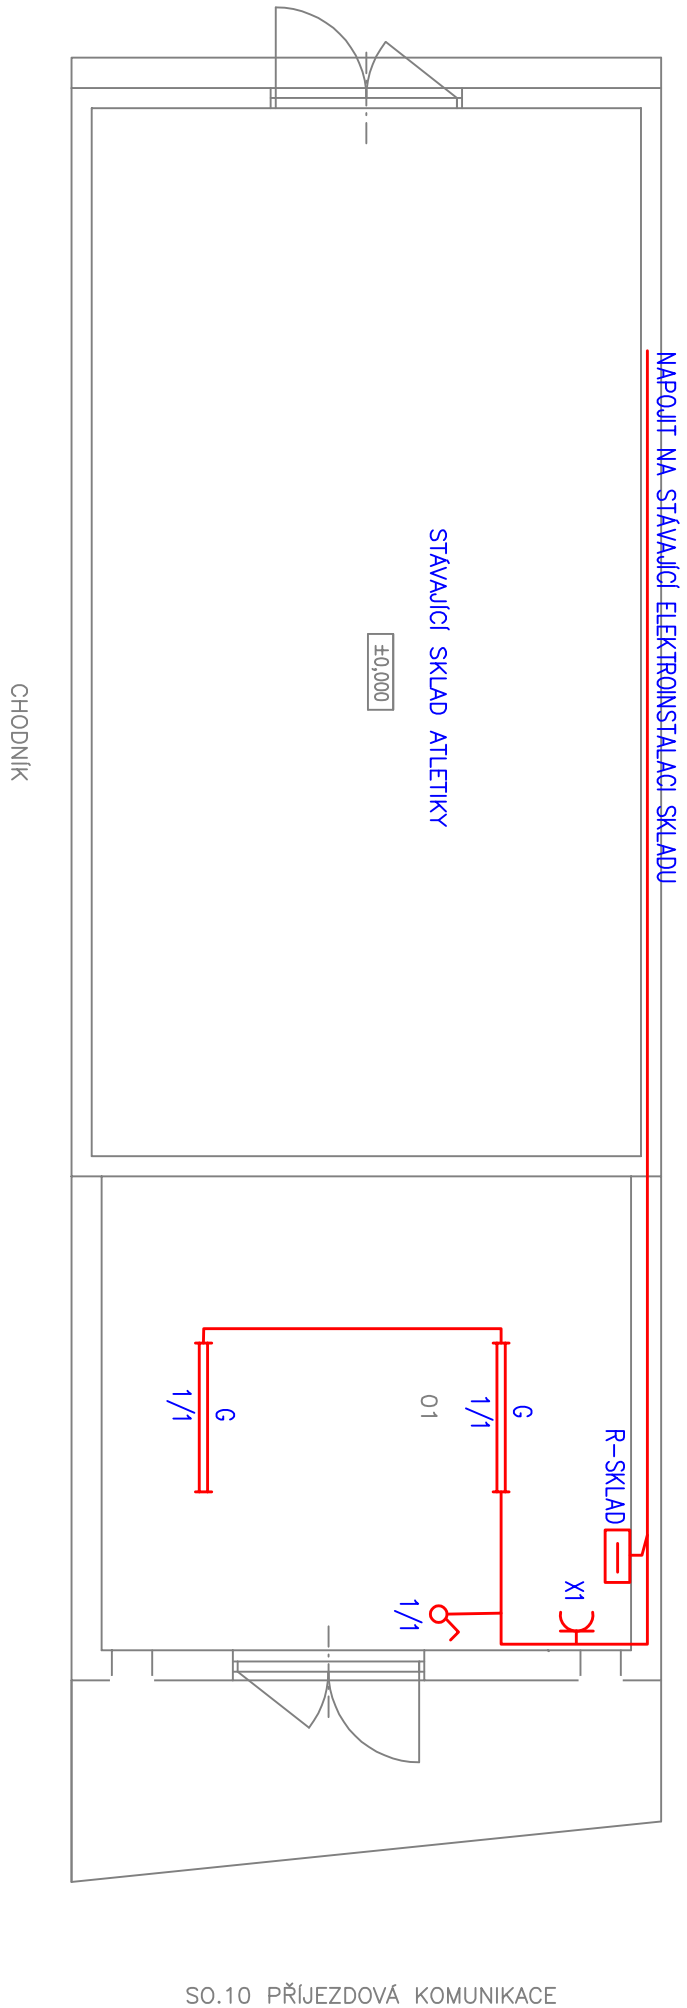 NAPOJIT NA STÁVAJÍCÍ ELEKTROINSTALACI SKLADU
STÁVAJÍCÍ SKLAD ATLETIKY
±0,000
CHODNÍK
G
1/1
01
G
1/1
R-SKLAD
X1
1/1
SO.10 PŘÍJEZDOVÁ KOMUNIKACE